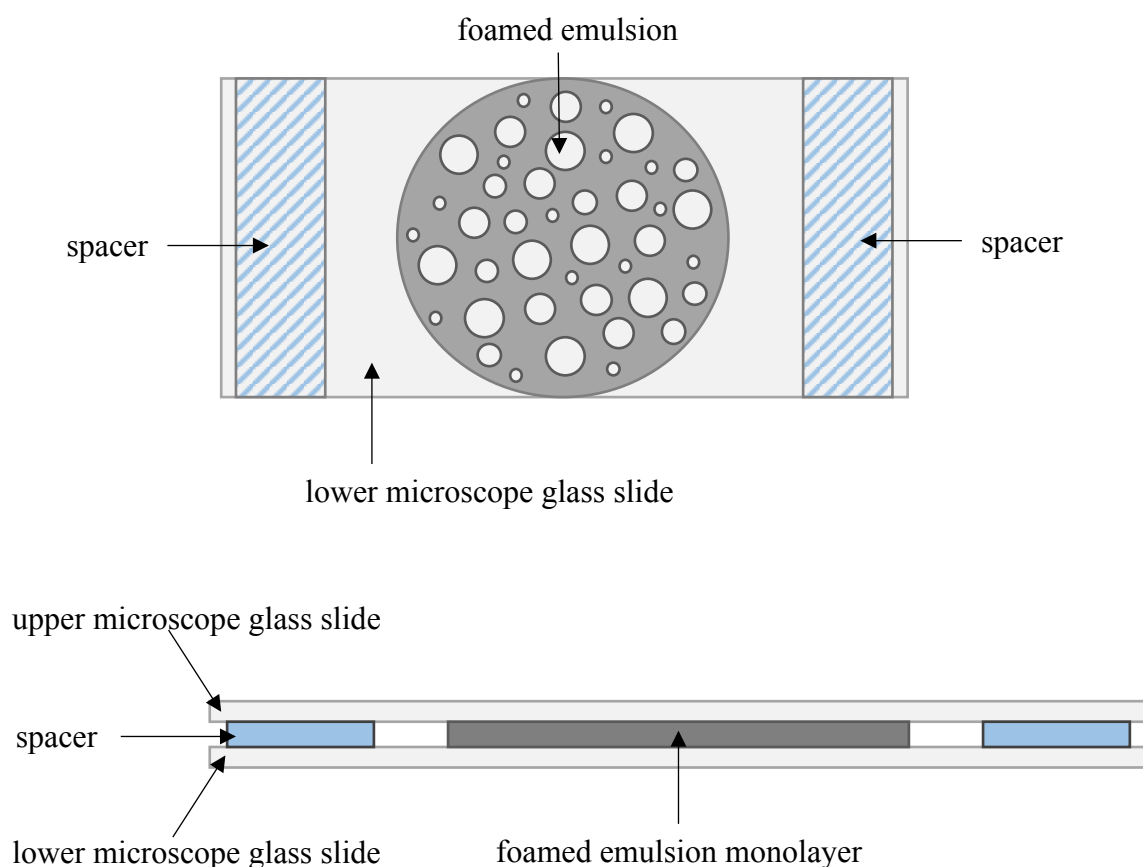 foamed emulsion
spacer
spacer
lower microscope glass slide
upper microscope glass slide
spacer
lower microscope glass slide
foamed emulsion monolayer